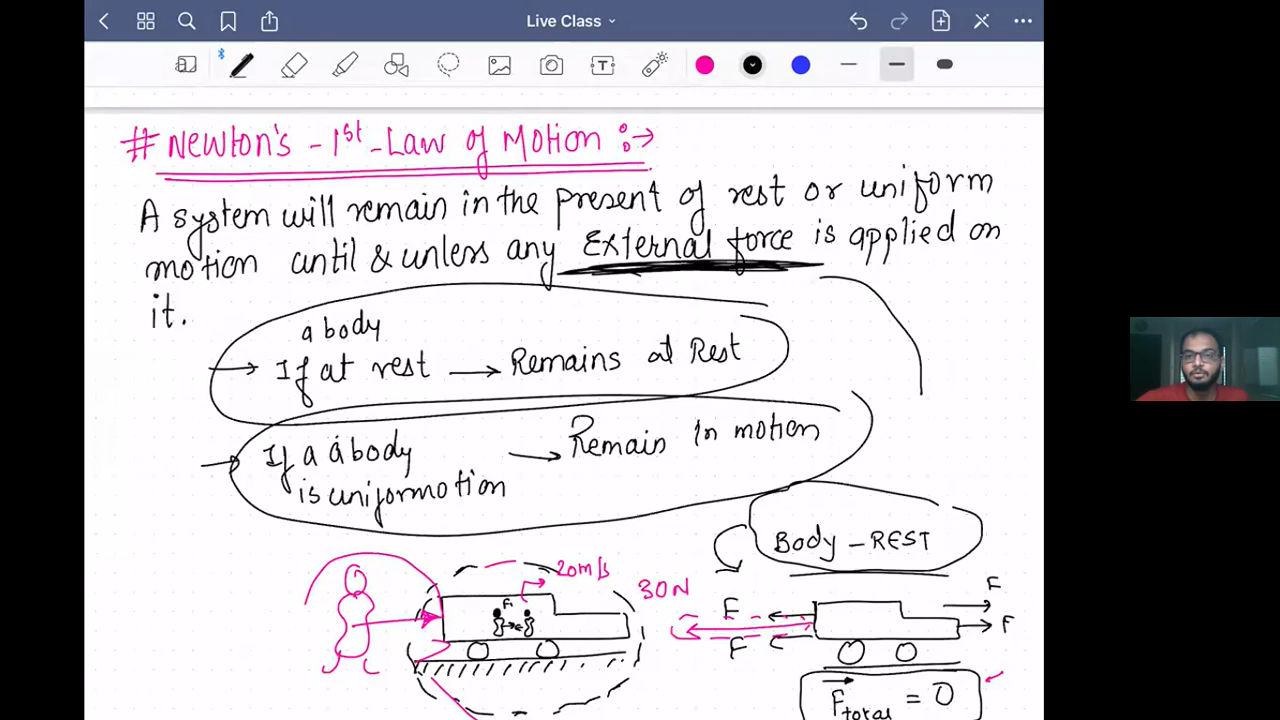 Live Class
T
# Newton's - 1st - Law of Motion :->
A system will remain in the present of rest or uniform
motion until & unless any External force is applied on
it.
a body
→ If at rest → Remains at Rest
→ If a a body → Remain in motion
is uniformotion
Body - REST
20m/s
30N
F
F
F
F
F
F total = 0